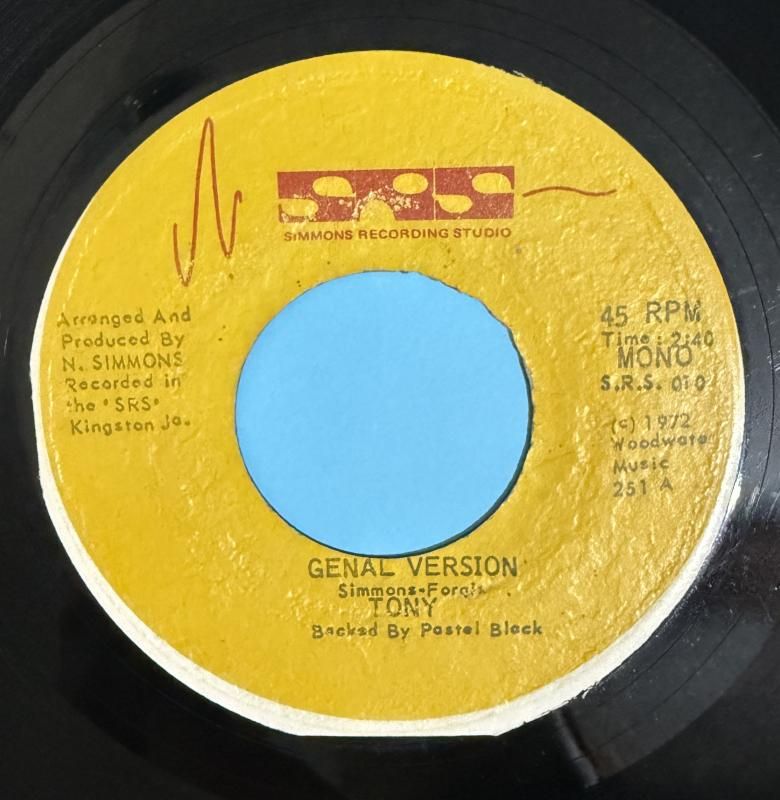 SRS
SIMMONS RECORDING STUDIO
Arranged And
Produced By
N. SIMMONS
Recorded in
the "SRS"
Kingston Ja.
45 RPM
Time: 2:40
MONO
S.R.S. 010
(c) 1972
Music
251 A
GENAL VERSION
TONY
Backed By Pastel Black